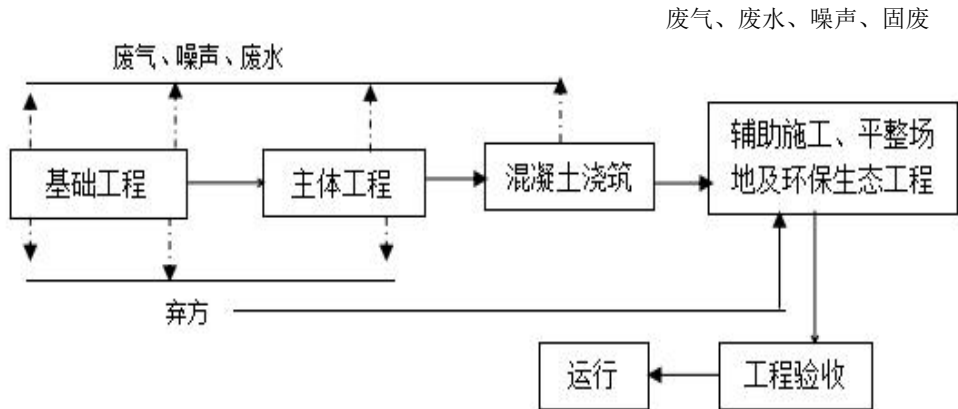 废气、废水、噪声、固废
废气、噪声、废水
基础工程
主体工程
混凝土浇筑
辅助施工、平整场
地及环保生态工程
弃方
运行
工程验收